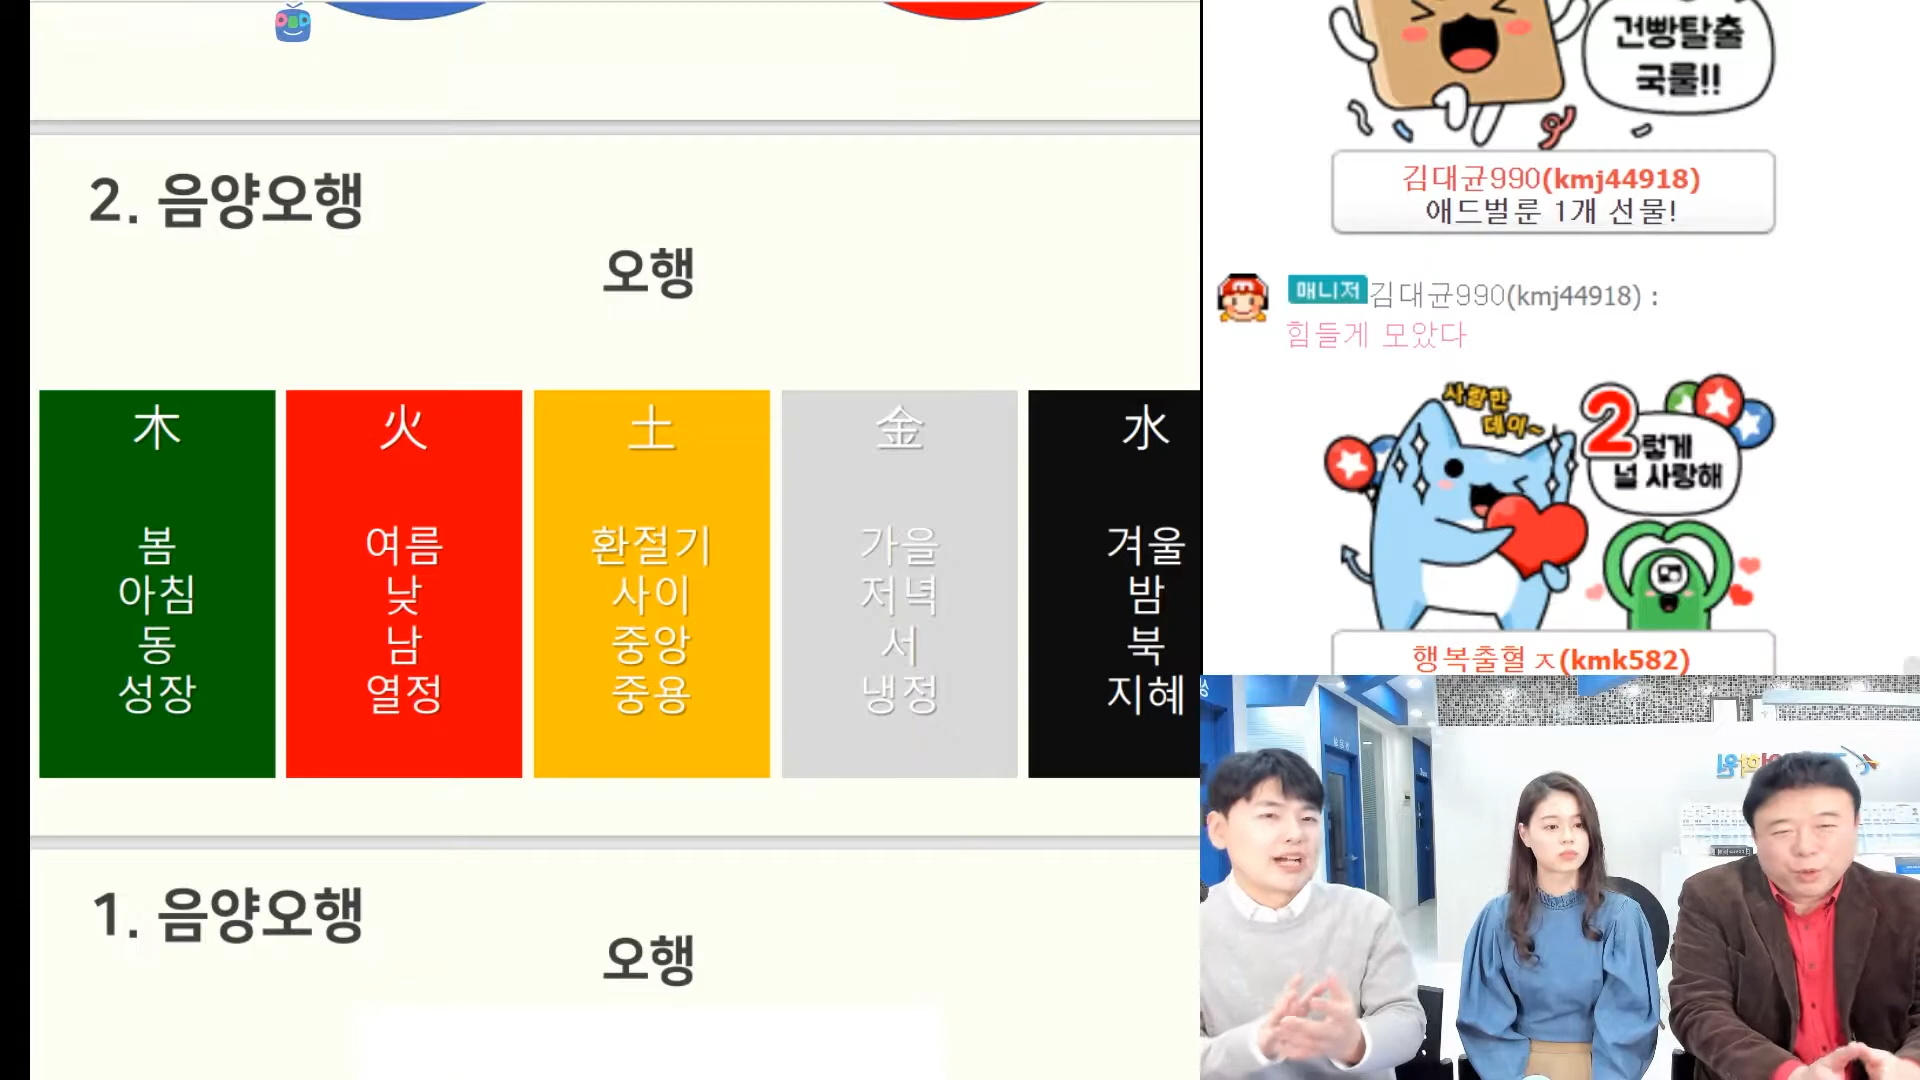 2. 음양오행
오행
木
봄
아침
동
성장
火
여름
낮
남
열정
土
환절기
사이
중앙
중용
金
가을
저녁
서
냉정
水
겨울
밤
북
지혜
1. 음양오행
오행
건빵탈출
국룰!!
김대균990(kmj44918)
애드벌룬 1개 선물!
매니저 김대균990(kmj44918) :
힘들게 모았다
사랑한
데이~
2렇게
널 사랑해
행복출혈ㅈ(kmk582)